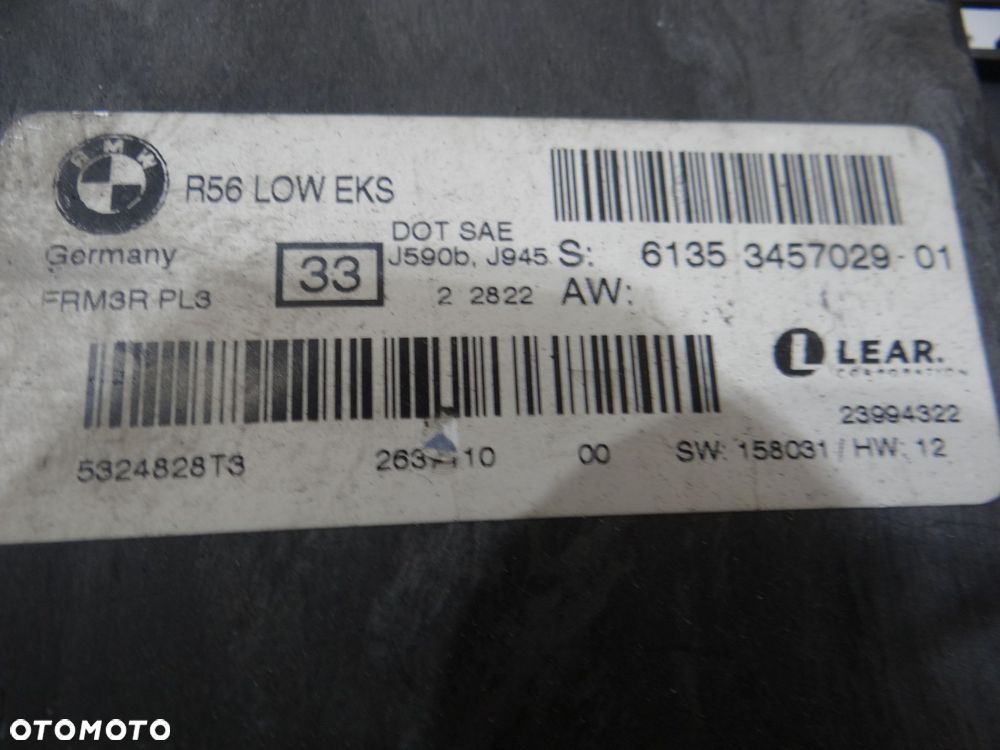 BMW
R56 LOW EKS
Germany
33
DOT SAE
J590b, J945
S: 6135 3457029-01
FRM3R PL3
2 2822
AW:
LEAR.
CORPORATION
23994322
5324828T3
00
SW: 158031 / HW: 12
OTOMOTO